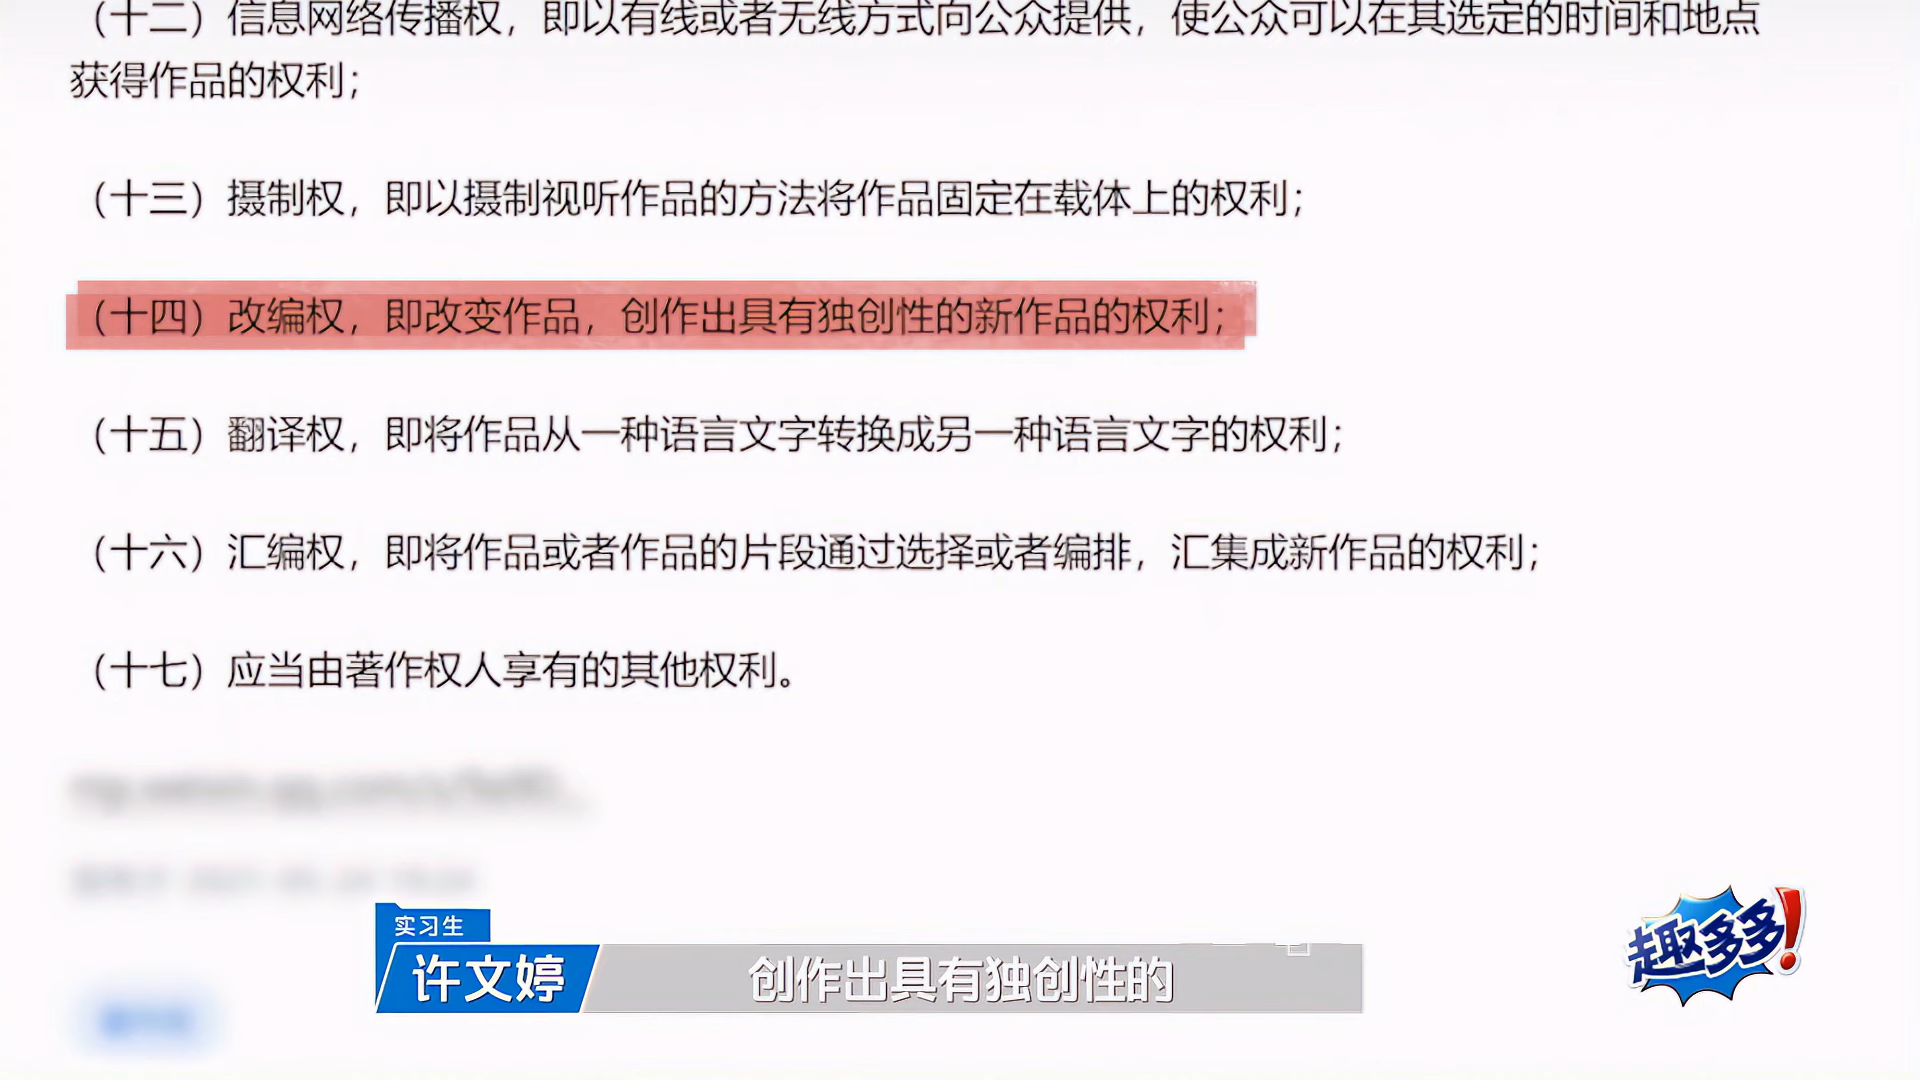 （十二）信息网络传播权，即以有线或者无线方式向公众提供，使公众可以在其选定的时间和地点
获得作品的权利；
（十三）摄制权，即以摄制视听作品的方法将作品固定在载体上的权利；
（十四）改编权，即改变作品，创作出具有独创性的新作品的权利；
（十五）翻译权，即将作品从一种语言文字转换成另一种语言文字的权利；
（十六）汇编权，即将作品或者作品的片段通过选择或者编排，汇集成新作品的权利；
（十七）应当由著作权人享有的其他权利。
实习生
许文婷
创作出具有独创性的
趣多多!